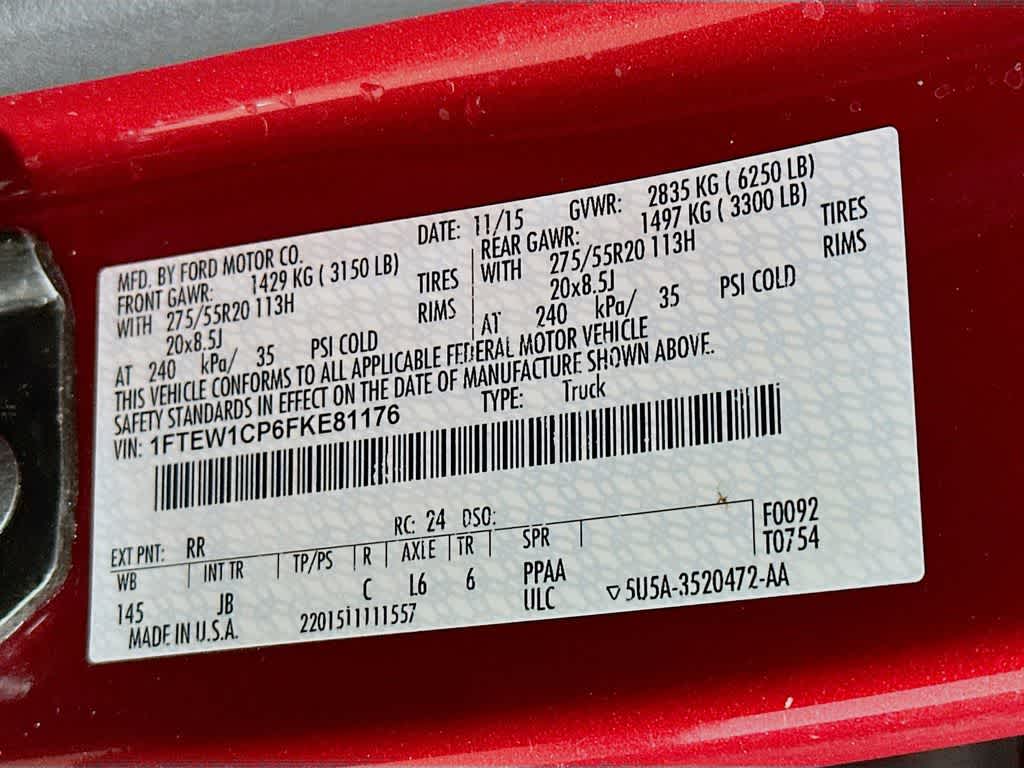 MFD. BY FORD MOTOR CO.
DATE: 11/15
GVWR: 2835 KG ( 6250 LB)
FRONT GAWR: 1429 KG ( 3150 LB)
REAR GAWR: 1497 KG ( 3300 LB)
WITH 275/55R20 113H TIRES
WITH 275/55R20 113H TIRES
20x8.5J RIMS
20x8.5J RIMS
AT 240 kPa/ 35 PSI COLD
AT 240 kPa/ 35 PSI COLD
THIS VEHICLE CONFORMS TO ALL APPLICABLE FEDERAL MOTOR VEHICLE
SAFETY STANDARDS IN EFFECT ON THE DATE OF MANUFACTURE SHOWN ABOVE.
VIN: 1FTEW1CP6FKE81176
TYPE: Truck
EXT PNT: RR RC: 24 DSO:
F0092
WB INT TR TP/PS R AXLE TR SPR
T0754
145 JB C L6 6 PPAA
MADE IN U.S.A. 2201511111557 ULC ▽ 5U5A-3520472-AA